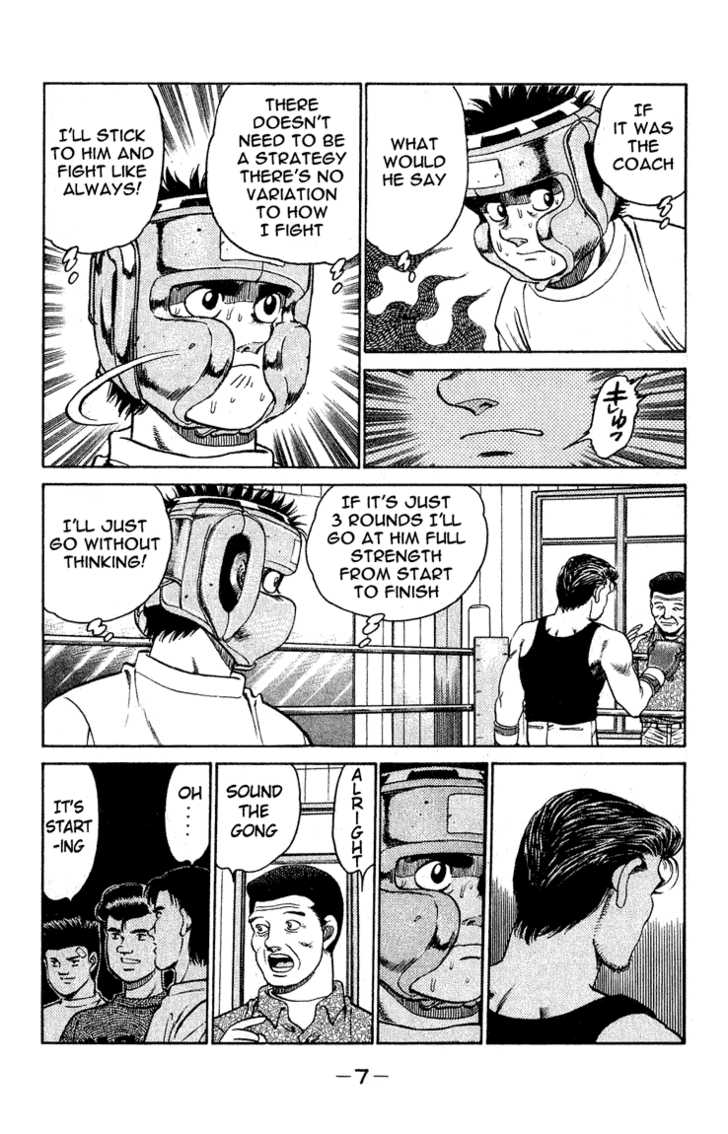 IF
IT WAS
THE
COACH
WHAT
WOULD
HE SAY
THERE
DOESN'T
NEED TO BE
A STRATEGY
THERE'S NO
VARIATION
TO HOW
I FIGHT
I'LL STICK
TO HIM AND
FIGHT LIKE
ALWAYS!
きゅっ
IF IT'S JUST
3 ROUNDS I'LL
GO AT HIM FULL
STRENGTH
FROM START
TO FINISH
I'LL JUST
GO WITHOUT
THINKING!
ALRIGHT
SOUND
THE
GONG
OH
....
IT'S
START
-ING
-7-